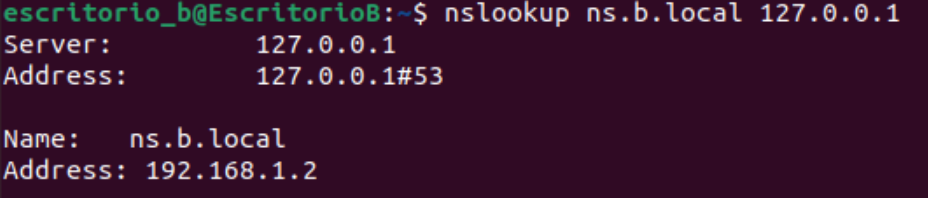 escritorio_b@EscritorioB:~$ nslookup ns.b.local 127.0.0.1
Server:		127.0.0.1
Address:	127.0.0.1#53

Name:	ns.b.local
Address: 192.168.1.2